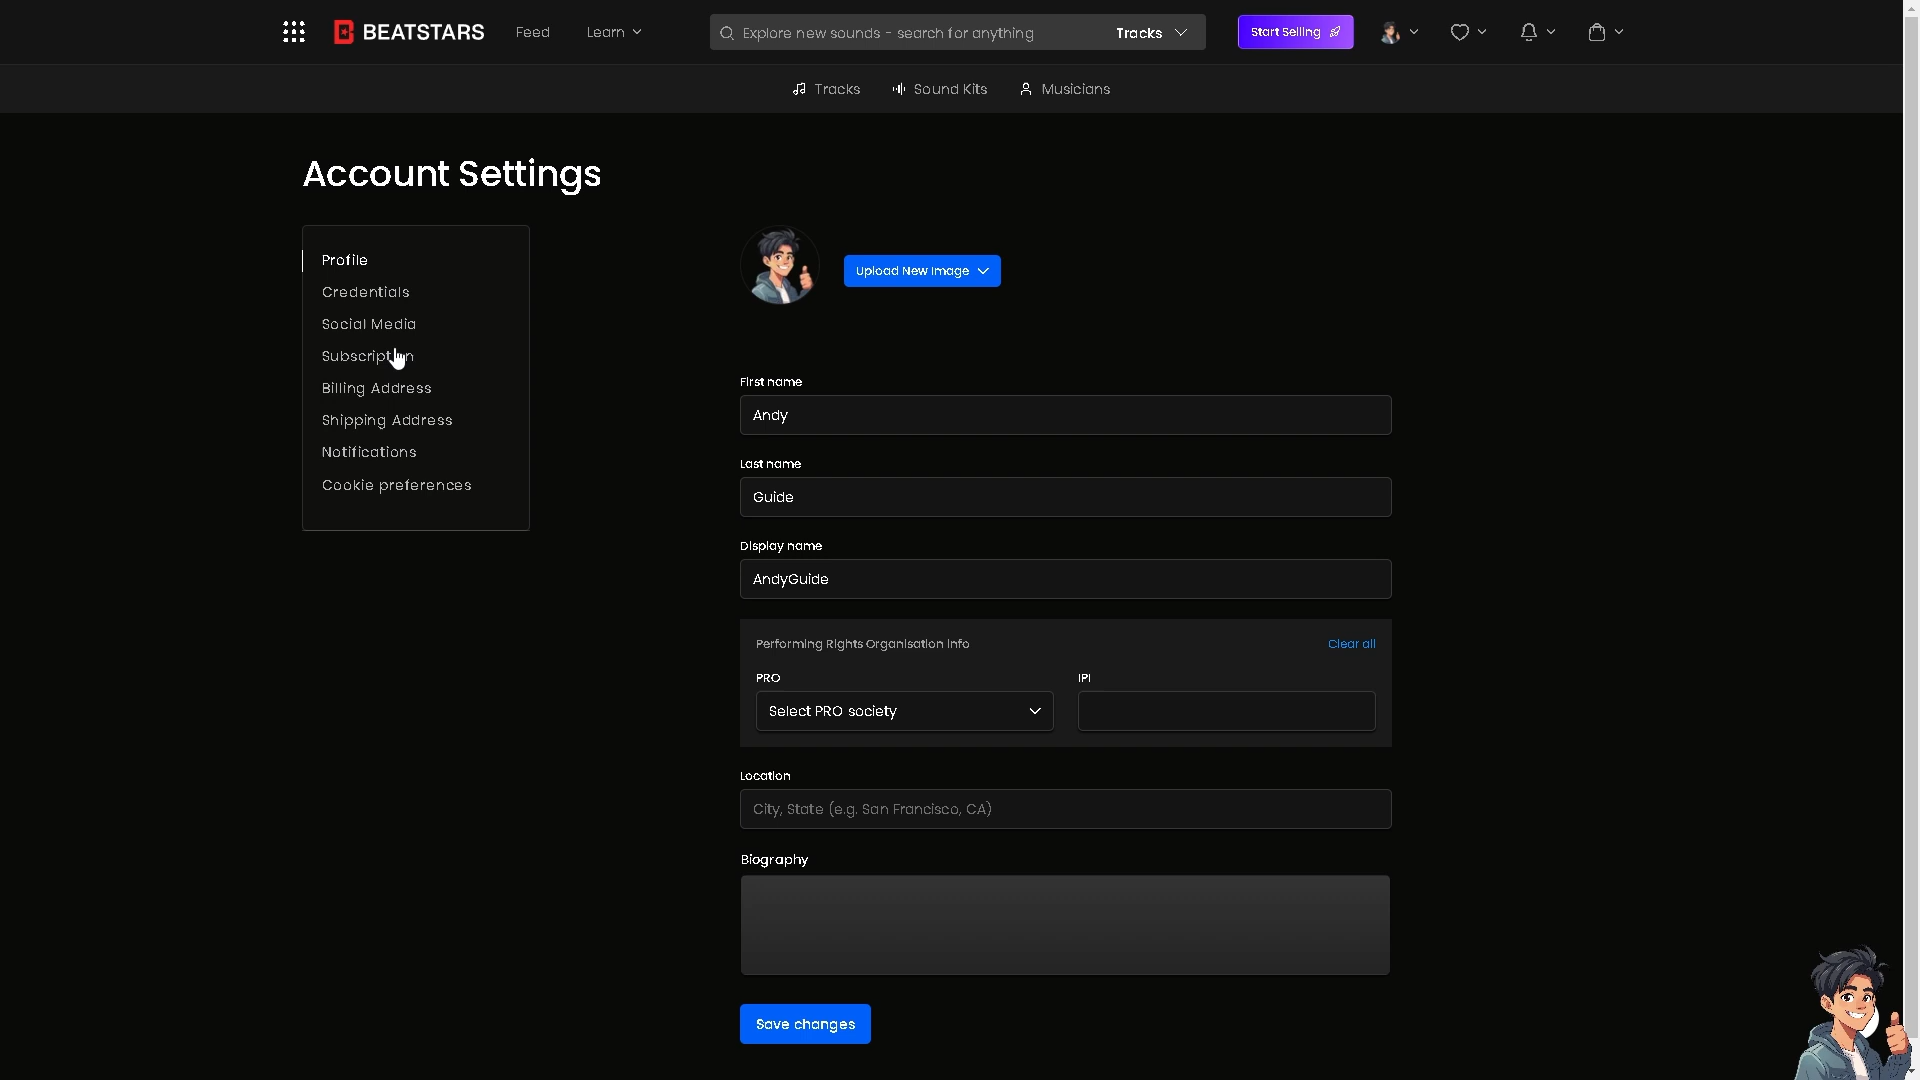 BEATSTARS
Feed
Learn
Explore new sounds - search for anything
Tracks
Start Selling
Tracks
Sound Kits
Musicians
Account Settings
Profile
Credentials
Social Media
Subscription
Billing Address
Shipping Address
Notifications
Cookie preferences
Upload New Image
First name
Andy
Last name
Guide
Display name
AndyGuide
Performing Rights Organisation Info
Clear all
PRO
IPI
Select PRO society
Location
City, State (e.g. San Francisco, CA)
Biography
Save changes